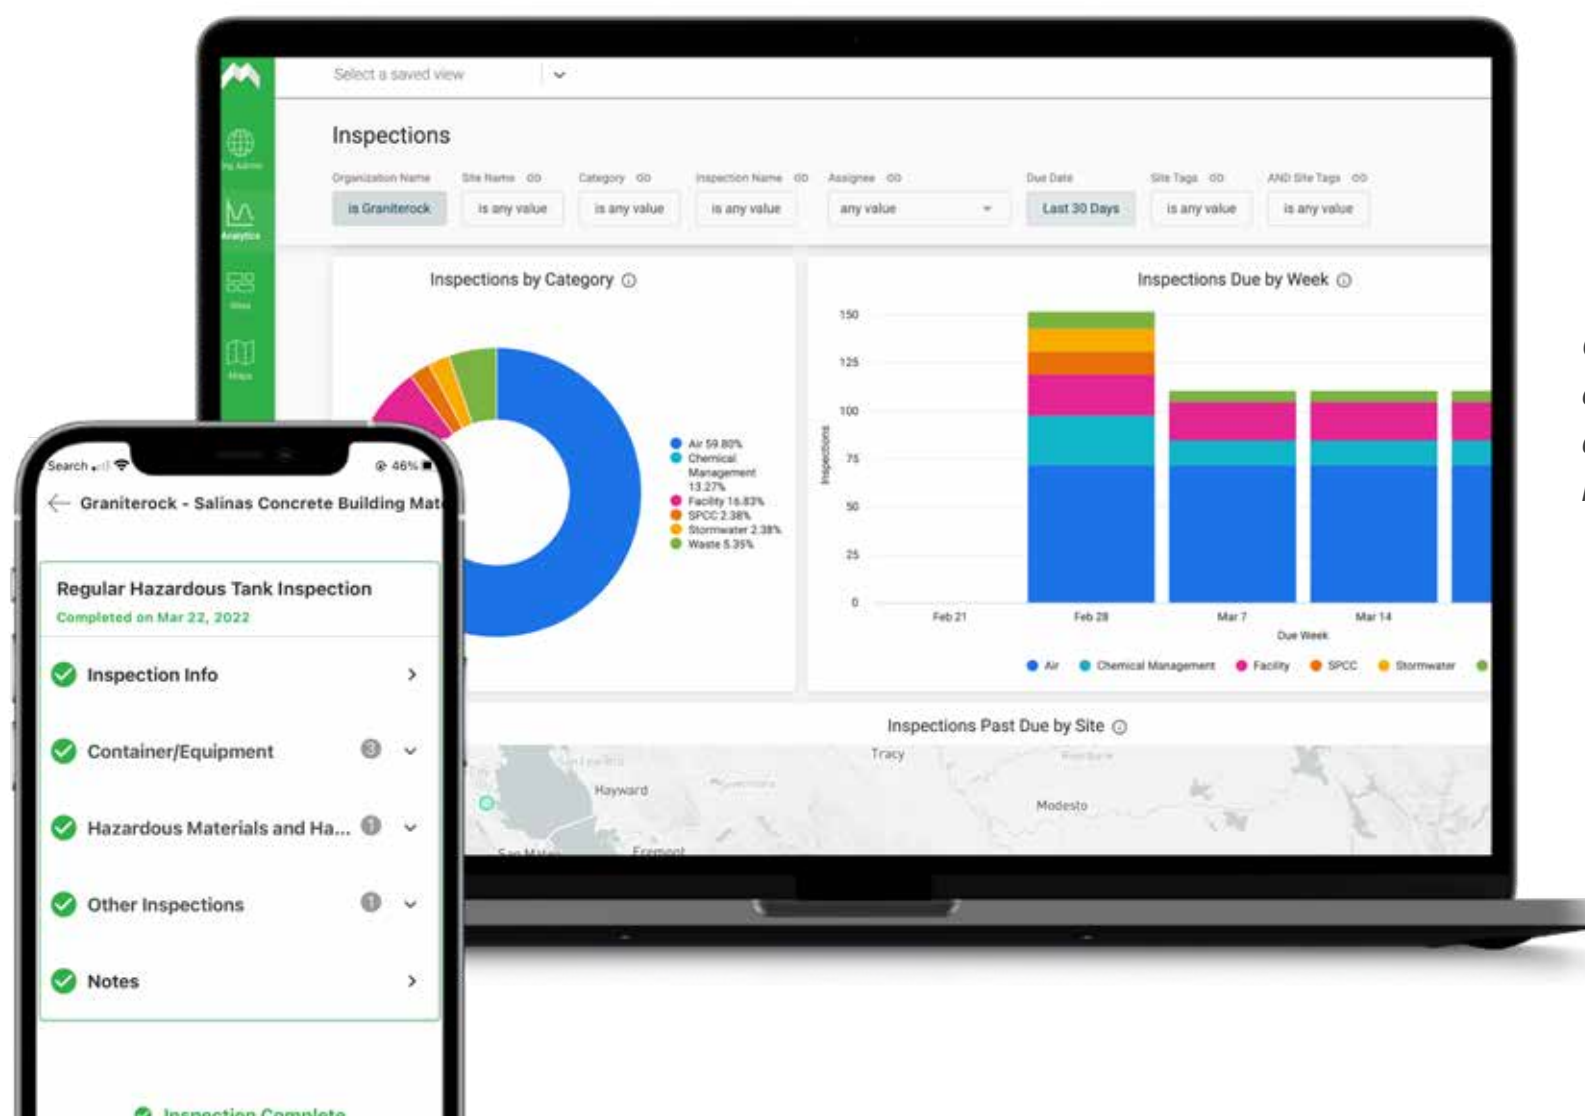 Select a saved view
Inspections
Organization Name
Site Name
Category
Inspection Name
Assignee
Due Date
Site Tags
AND Site Tags
is Graniterock
is any value
is any value
is any value
any value
Last 30 Days
is any value
is any value
Analytics
Maps
Inspections by Category
Air 59.80%
Chemical
Management
13.27%
Facility 16.83%
SPCC 2.38%
Stormwater 2.38%
Waste 5.35%
Inspections Due by Week
150
125
100
75
50
25
0
Inspections
Feb 21
Feb 28
Mar 7
Mar 14
Due Week
Air
Chemical Management
Facility
SPCC
Stormwater
Inspections Past Due by Site
Tracy
Hayward
Modesto
Fremont
Search
46%
Graniterock - Salinas Concrete Building Mat
Regular Hazardous Tank Inspection
Completed on Mar 22, 2022
Inspection Info
Container/Equipment 3
Hazardous Materials and Ha... 1
Other Inspections 1
Notes
Inspection Complete